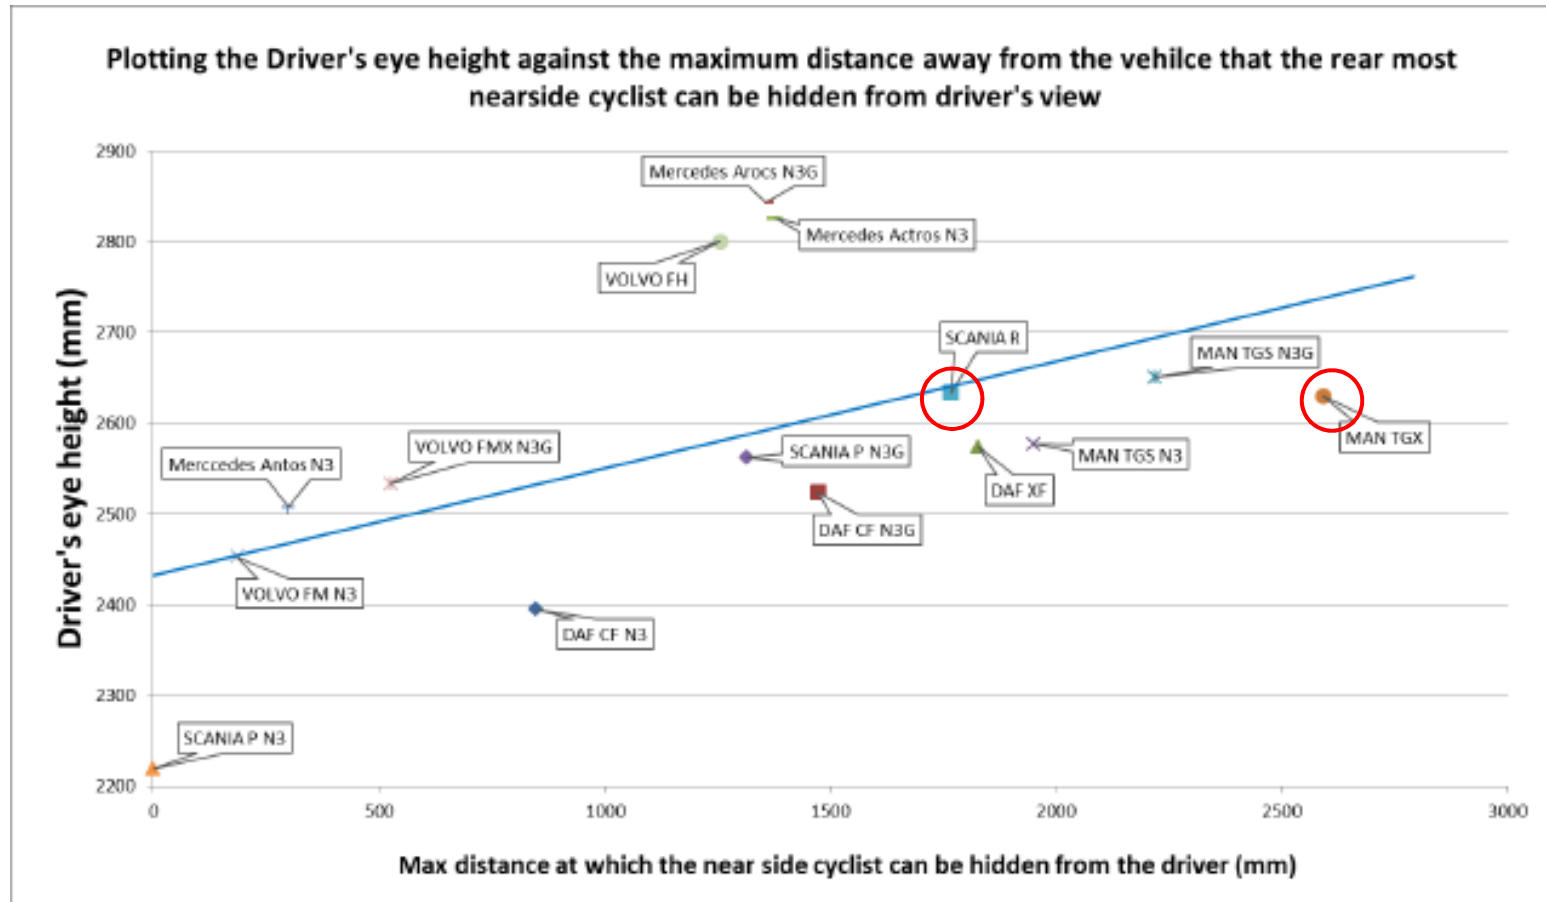 Plotting the Driver's eye height against the maximum distance away from the vehilce that the rear most
nearside cyclist can be hidden from driver's view
2900
Mercedes Arocs N3G
Mercedes Actros N3
2800
VOLVO FH
2700
SCANIA R
MAN TGS N3G
2600
MAN TGX
VOLVO FMX N3G
SCANIA P N3G
MAN TGS N3
Merccedes Antos N3
DAF XF
2500
DAF CF N3G
VOLVO FM N3
2400
DAF CF N3
2300
SCANIA P N3
2200
0 500 1000 1500 2000 2500 3000
Driver's eye height (mm)
Max distance at which the near side cyclist can be hidden from the driver (mm)